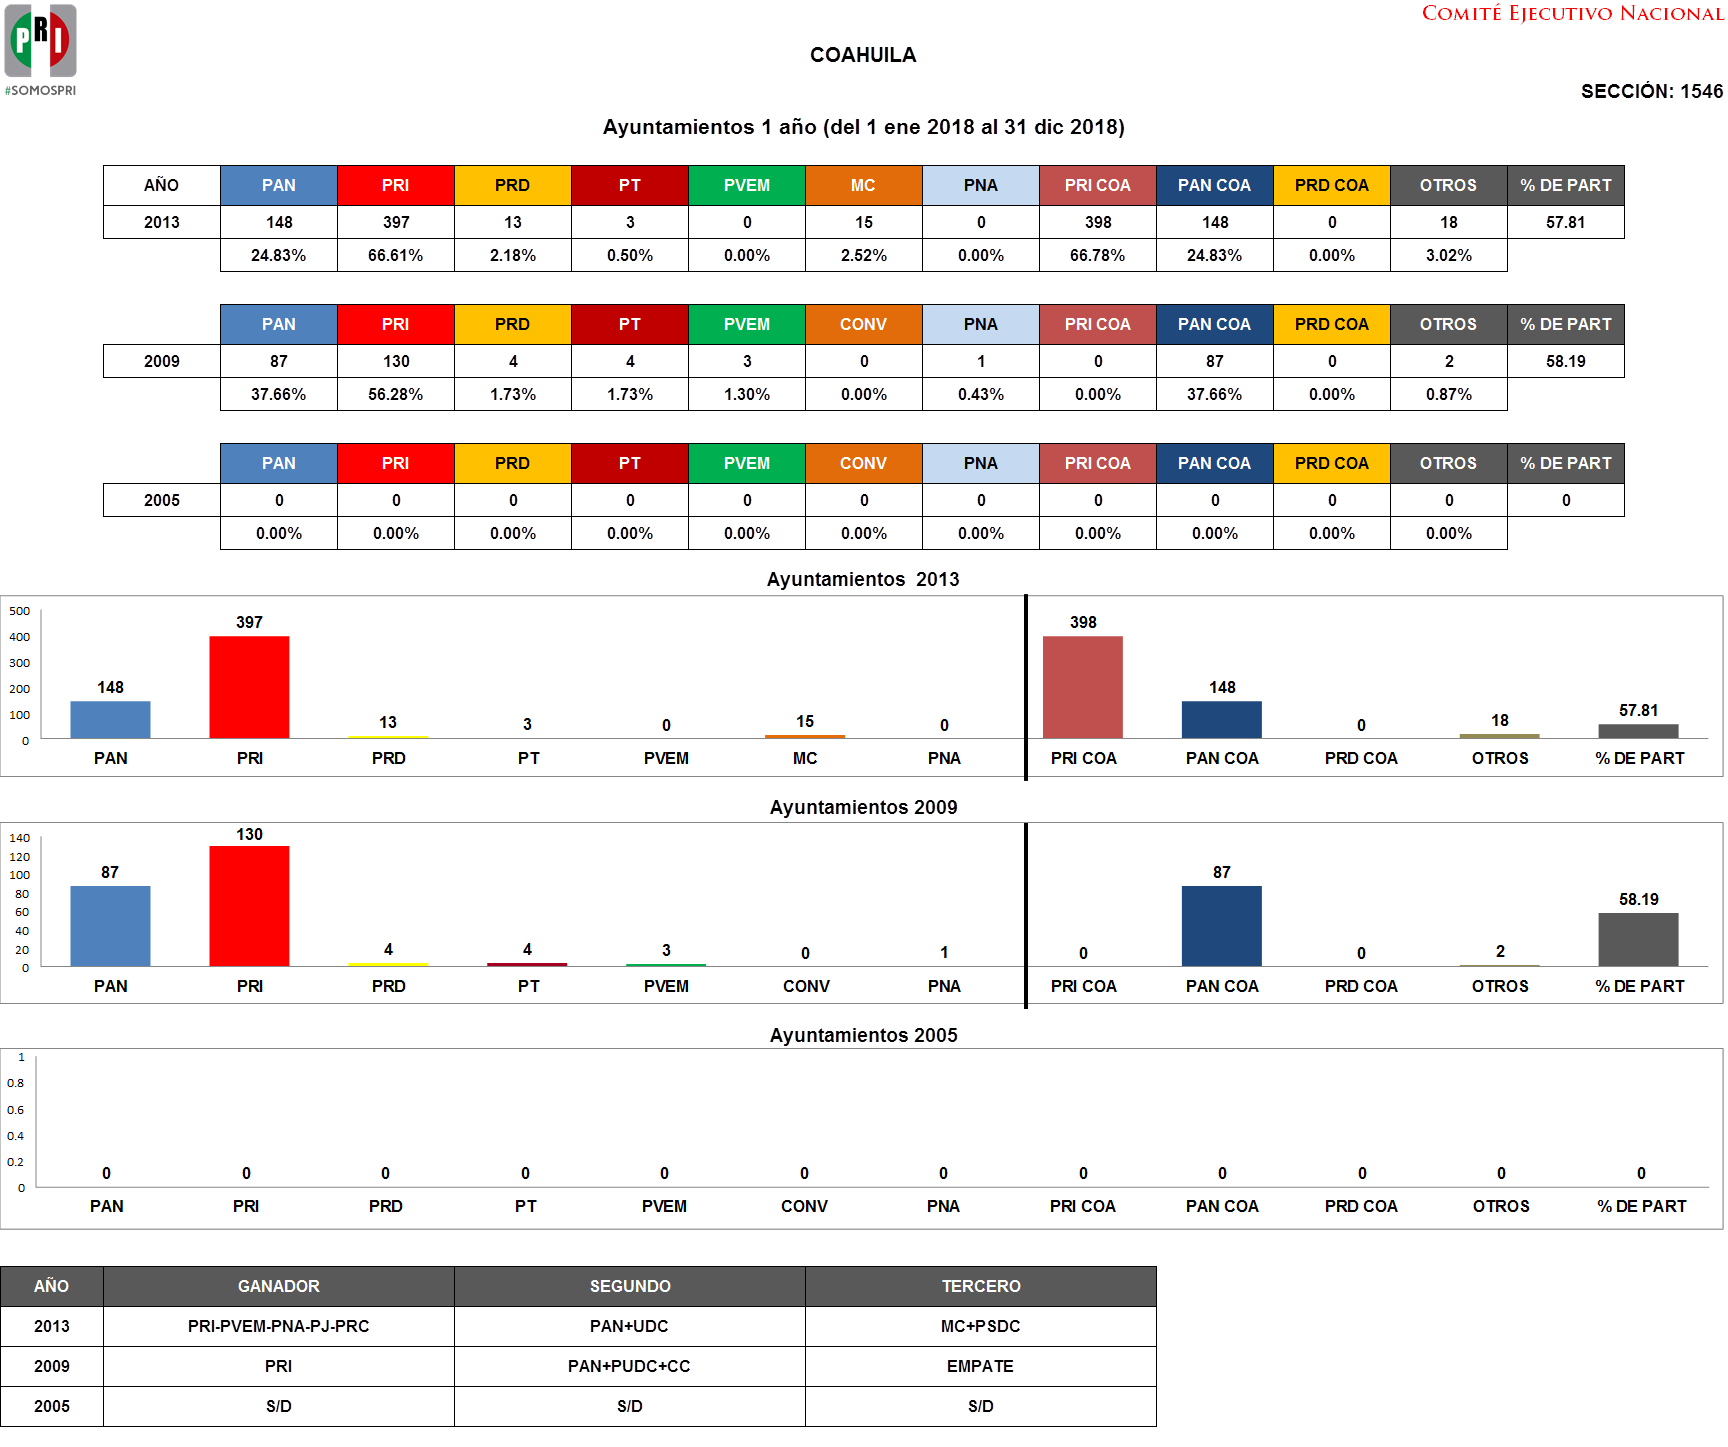 COMITÉ EJECUTIVO NACIONAL
PRI
#SOMOSPRI
COAHUILA
SECCIÓN: 1546
Ayuntamientos 1 año (del 1 ene 2018 al 31 dic 2018)
AÑO PAN PRI PRD PT PVEM MC PNA PRI COA PAN COA PRD COA OTROS % DE PART
2013 148 397 13 3 0 15 0 398 148 0 18 57.81
24.83% 66.61% 2.18% 0.50% 0.00% 2.52% 0.00% 66.78% 24.83% 0.00% 3.02%
PAN PRI PRD PT PVEM CONV PNA PRI COA PAN COA PRD COA OTROS % DE PART
2009 87 130 4 4 3 0 1 0 87 0 2 58.19
37.66% 56.28% 1.73% 1.73% 1.30% 0.00% 0.43% 0.00% 37.66% 0.00% 0.87%
PAN PRI PRD PT PVEM CONV PNA PRI COA PAN COA PRD COA OTROS % DE PART
2005 0 0 0 0 0 0 0 0 0 0 0 0
0.00% 0.00% 0.00% 0.00% 0.00% 0.00% 0.00% 0.00% 0.00% 0.00% 0.00%
Ayuntamientos 2013
500
400
300
200
100
0
148 397 13 3 0 15 0 398 148 0 18 57.81
PAN PRI PRD PT PVEM MC PNA PRI COA PAN COA PRD COA OTROS % DE PART
Ayuntamientos 2009
140
120
100
80
60
40
20
0
87 130 4 4 3 0 1 0 87 0 2 58.19
PAN PRI PRD PT PVEM CONV PNA PRI COA PAN COA PRD COA OTROS % DE PART
Ayuntamientos 2005
1
0.8
0.6
0.4
0.2
0
0 0 0 0 0 0 0 0 0 0 0 0
PAN PRI PRD PT PVEM CONV PNA PRI COA PAN COA PRD COA OTROS % DE PART
AÑO GANADOR SEGUNDO TERCERO
2013 PRI-PVEM-PNA-PJ-PRC PAN+UDC MC+PSDC
2009 PRI PAN+PUDC+CC EMPATE
2005 S/D S/D S/D